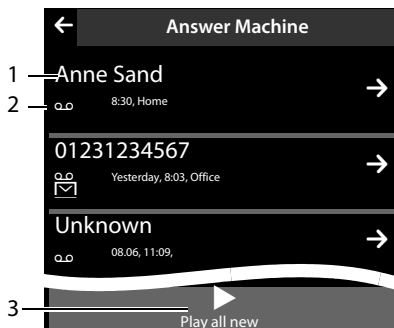 Answer Machine
1
Anne Sand
2
8:30, Home
01231234567
Yesterday, 8:03, Office
Unknown
08.06, 11:09,
3
Play all new